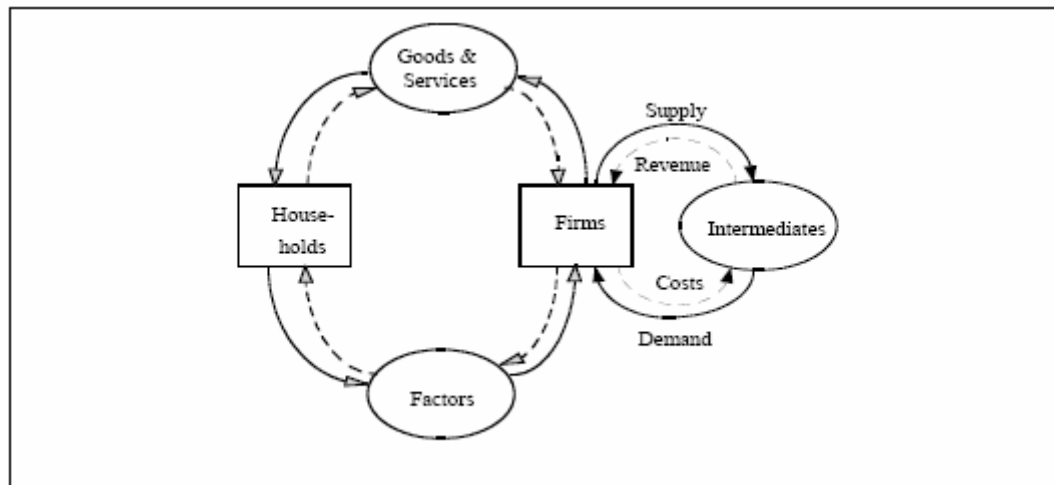 Goods &
Services
Supply
Revenue
House-
holds
Firms
Intermediates
Costs
Demand
Factors